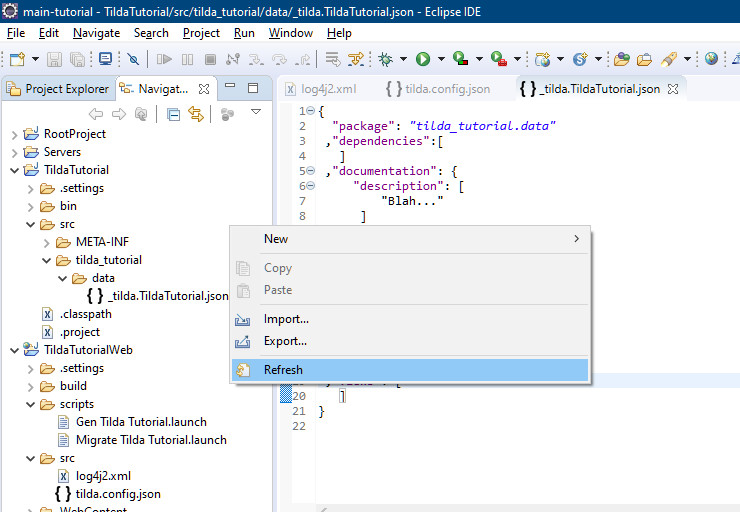 main-tutorial - TildaTutorial/src/tilda_tutorial/data/_tilda.TildaTutorial.json - Eclipse IDE
File Edit Navigate Search Project Run Window Help
Project Explorer Navigat...
log4j2.xml tilda.config.json _tilda.TildaTutorial.json
RootProject
Servers
TildaTutorial
.settings
bin
src
META-INF
tilda_tutorial
data
_tilda.TildaTutorial.json
.classpath
.project
TildaTutorialWeb
.settings
build
scripts
Gen Tilda Tutorial.launch
Migrate Tilda Tutorial.launch
src
log4j2.xml
tilda.config.json
1 {
2 "package": "tilda_tutorial.data"
3 ,"dependencies":[
4 ]
5 ,"documentation": {
6 "description": [
7 "Blah..."
8 ]
New
Copy
Paste
Import...
Export...
Refresh
20 ]
21 }
22